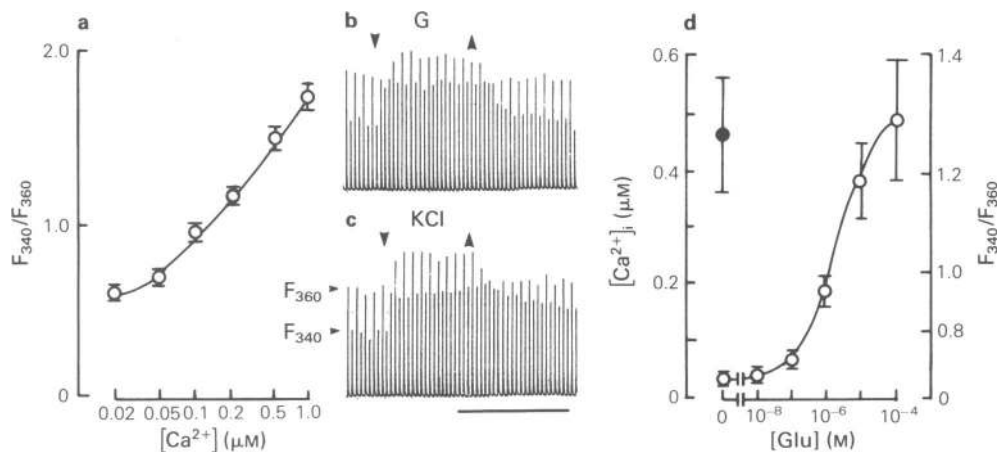 a
2.0
1.0
0
F340/F360
0.02 0.05 0.1 0.2 0.5 1.0
[Ca²⁺] (μM)
b
G
c
KCl
F360
F340
d
0.6
0.4
0.2
0
[Ca²⁺]i (μM)
1.4
1.2
1.0
0.8
0
F340/F360
0 10⁻⁸ 10⁻⁶ 10⁻⁴
[Glu] (M)